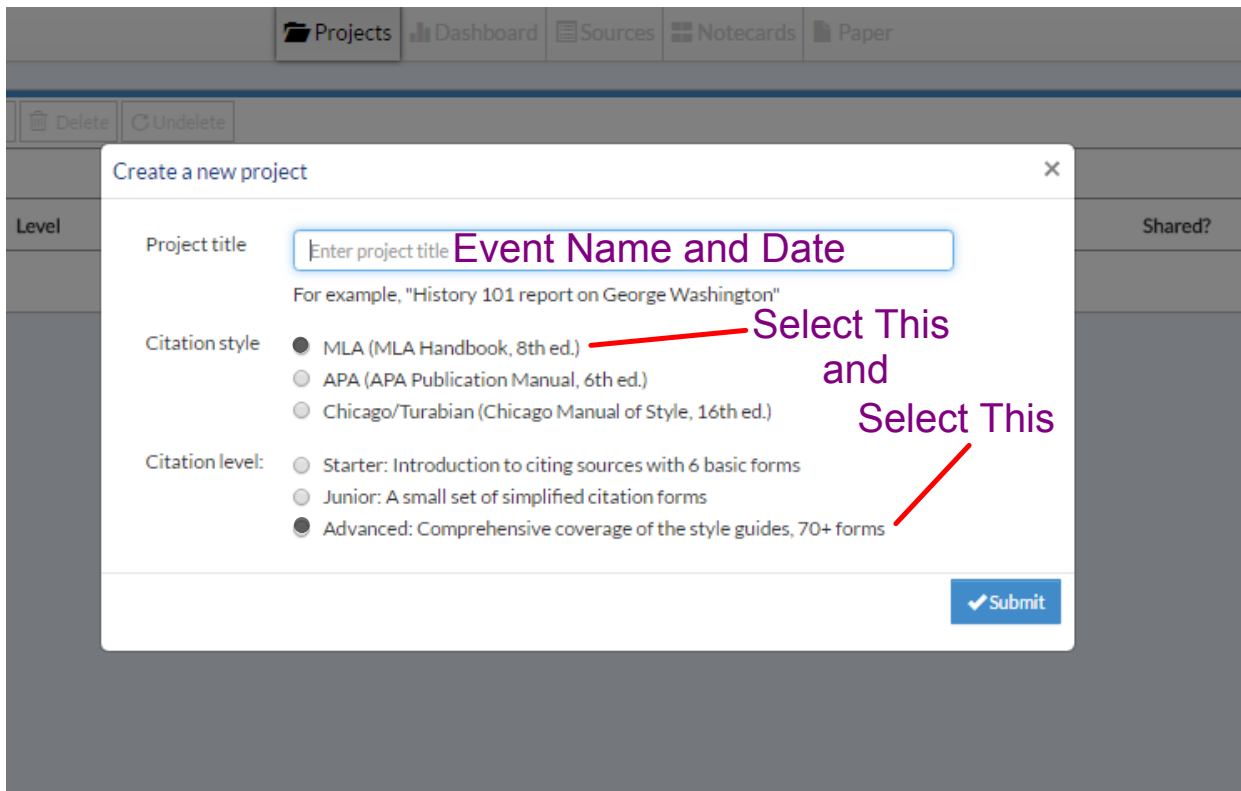 Projects Dashboard Sources Notecards Paper
Delete Undelete
Create a new project ×
Level Shared?
Project title Enter project title Event Name and Date
For example, "History 101 report on George Washington"
Select This
Citation style MLA (MLA Handbook, 8th ed.)
and
APA (APA Publication Manual, 6th ed.)
Chicago/Turabian (Chicago Manual of Style, 16th ed.)
Select This
Citation level: Starter: Introduction to citing sources with 6 basic forms
Junior: A small set of simplified citation forms
Advanced: Comprehensive coverage of the style guides, 70+ forms
Submit